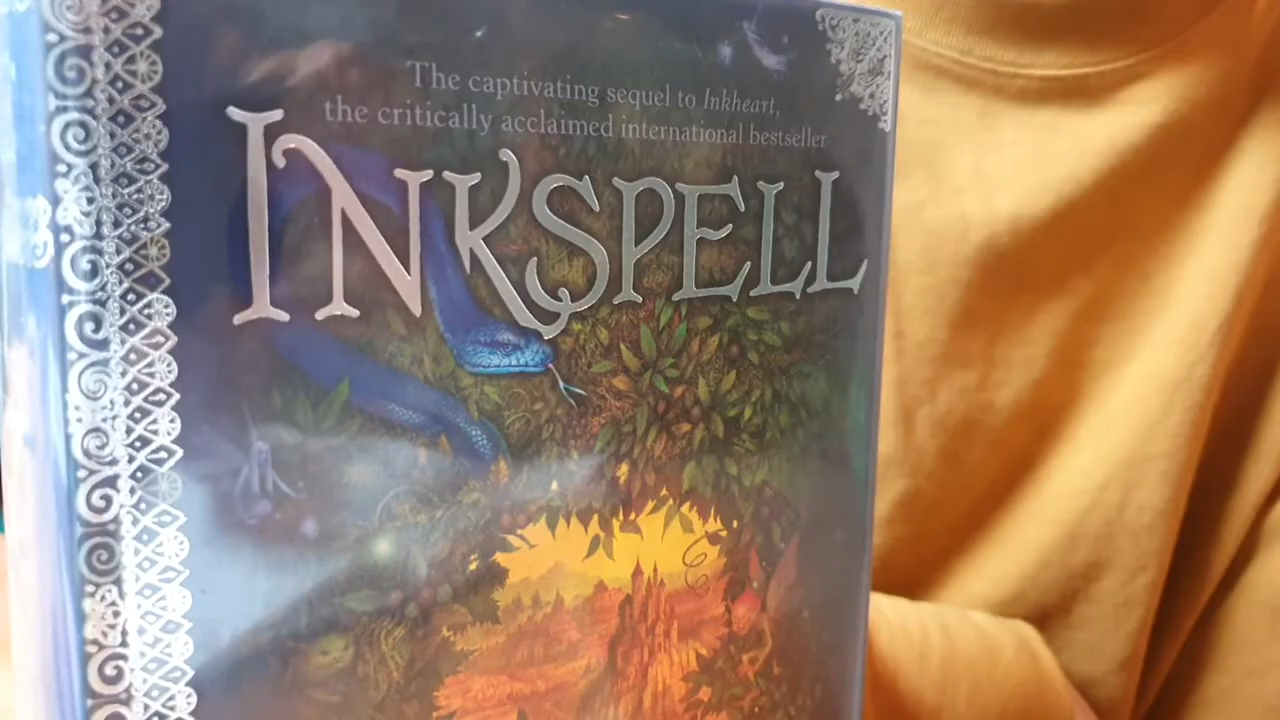 The captivating sequel to Inkheart,
the critically acclaimed international bestseller
INKSPELL